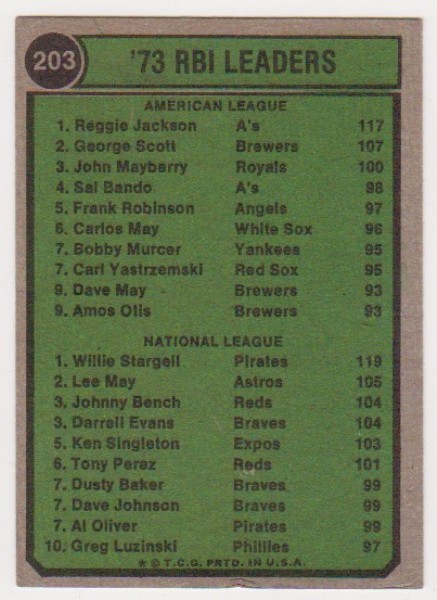 203 '73 RBI LEADERS
AMERICAN LEAGUE
1. Reggie Jackson A's 117
2. George Scott Brewers 107
3. John Mayberry Royals 100
4. Sal Bando A's 98
5. Frank Robinson Angels 97
6. Carlos May White Sox 96
7. Bobby Murcer Yankees 95
7. Carl Yastrzemski Red Sox 95
9. Dave May Brewers 93
9. Amos Otis Brewers 93
NATIONAL LEAGUE
1. Willie Stargell Pirates 119
2. Lee May Astros 105
3. Johnny Bench Reds 104
3. Darrell Evans Braves 104
5. Ken Singleton Expos 103
6. Tony Perez Reds 101
7. Dusty Baker Braves 99
7. Dave Johnson Braves 99
7. Al Oliver Pirates 99
10. Greg Luzinski Phillies 97
★ © T.C.G. PRTD. IN U.S.A.